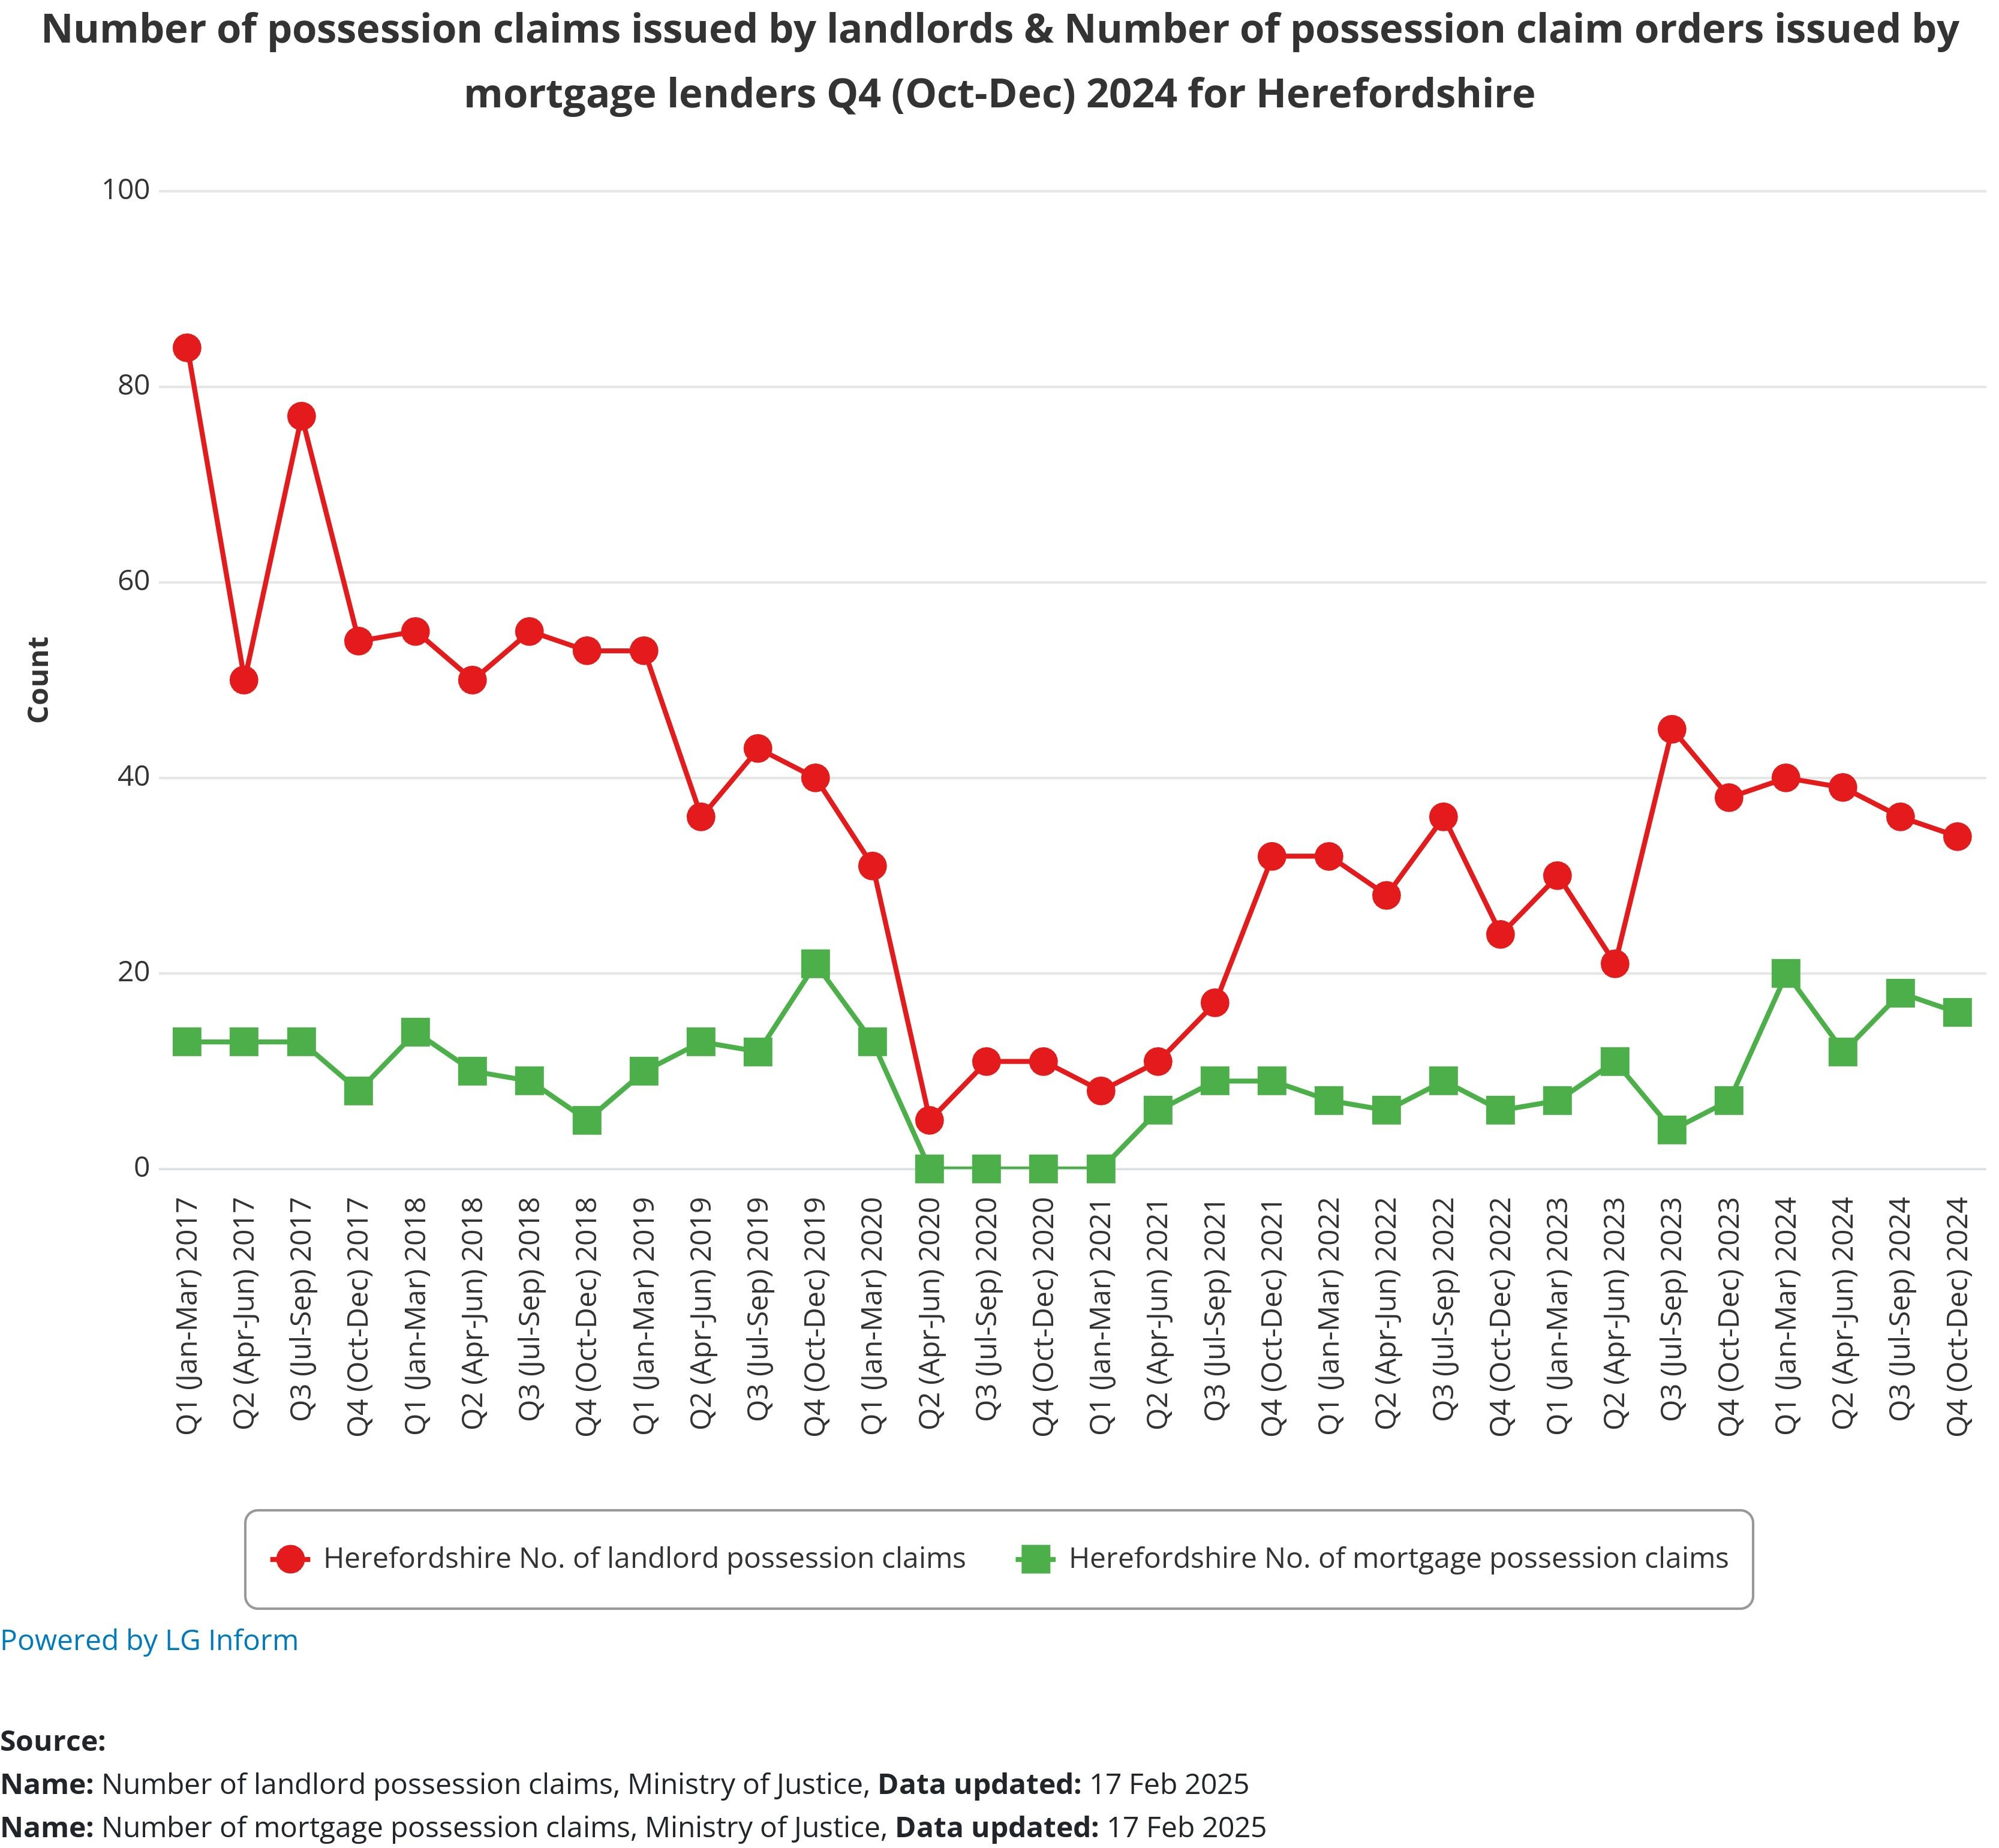 Number of possession claims issued by landlords & Number of possession claim orders issued by
mortgage lenders Q4 (Oct-Dec) 2024 for Herefordshire
100
80
60
40
20
0
Count
Q1 (Jan-Mar) 2017
Q2 (Apr-Jun) 2017
Q3 (Jul-Sep) 2017
Q4 (Oct-Dec) 2017
Q1 (Jan-Mar) 2018
Q2 (Apr-Jun) 2018
Q3 (Jul-Sep) 2018
Q4 (Oct-Dec) 2018
Q1 (Jan-Mar) 2019
Q2 (Apr-Jun) 2019
Q3 (Jul-Sep) 2019
Q4 (Oct-Dec) 2019
Q1 (Jan-Mar) 2020
Q2 (Apr-Jun) 2020
Q3 (Jul-Sep) 2020
Q4 (Oct-Dec) 2020
Q1 (Jan-Mar) 2021
Q2 (Apr-Jun) 2021
Q3 (Jul-Sep) 2021
Q4 (Oct-Dec) 2021
Q1 (Jan-Mar) 2022
Q2 (Apr-Jun) 2022
Q3 (Jul-Sep) 2022
Q4 (Oct-Dec) 2022
Q1 (Jan-Mar) 2023
Q2 (Apr-Jun) 2023
Q3 (Jul-Sep) 2023
Q4 (Oct-Dec) 2023
Q1 (Jan-Mar) 2024
Q2 (Apr-Jun) 2024
Q3 (Jul-Sep) 2024
Q4 (Oct-Dec) 2024
Herefordshire No. of landlord possession claims
Herefordshire No. of mortgage possession claims
Powered by LG Inform
Source:
Name: Number of landlord possession claims, Ministry of Justice, Data updated: 17 Feb 2025
Name: Number of mortgage possession claims, Ministry of Justice, Data updated: 17 Feb 2025